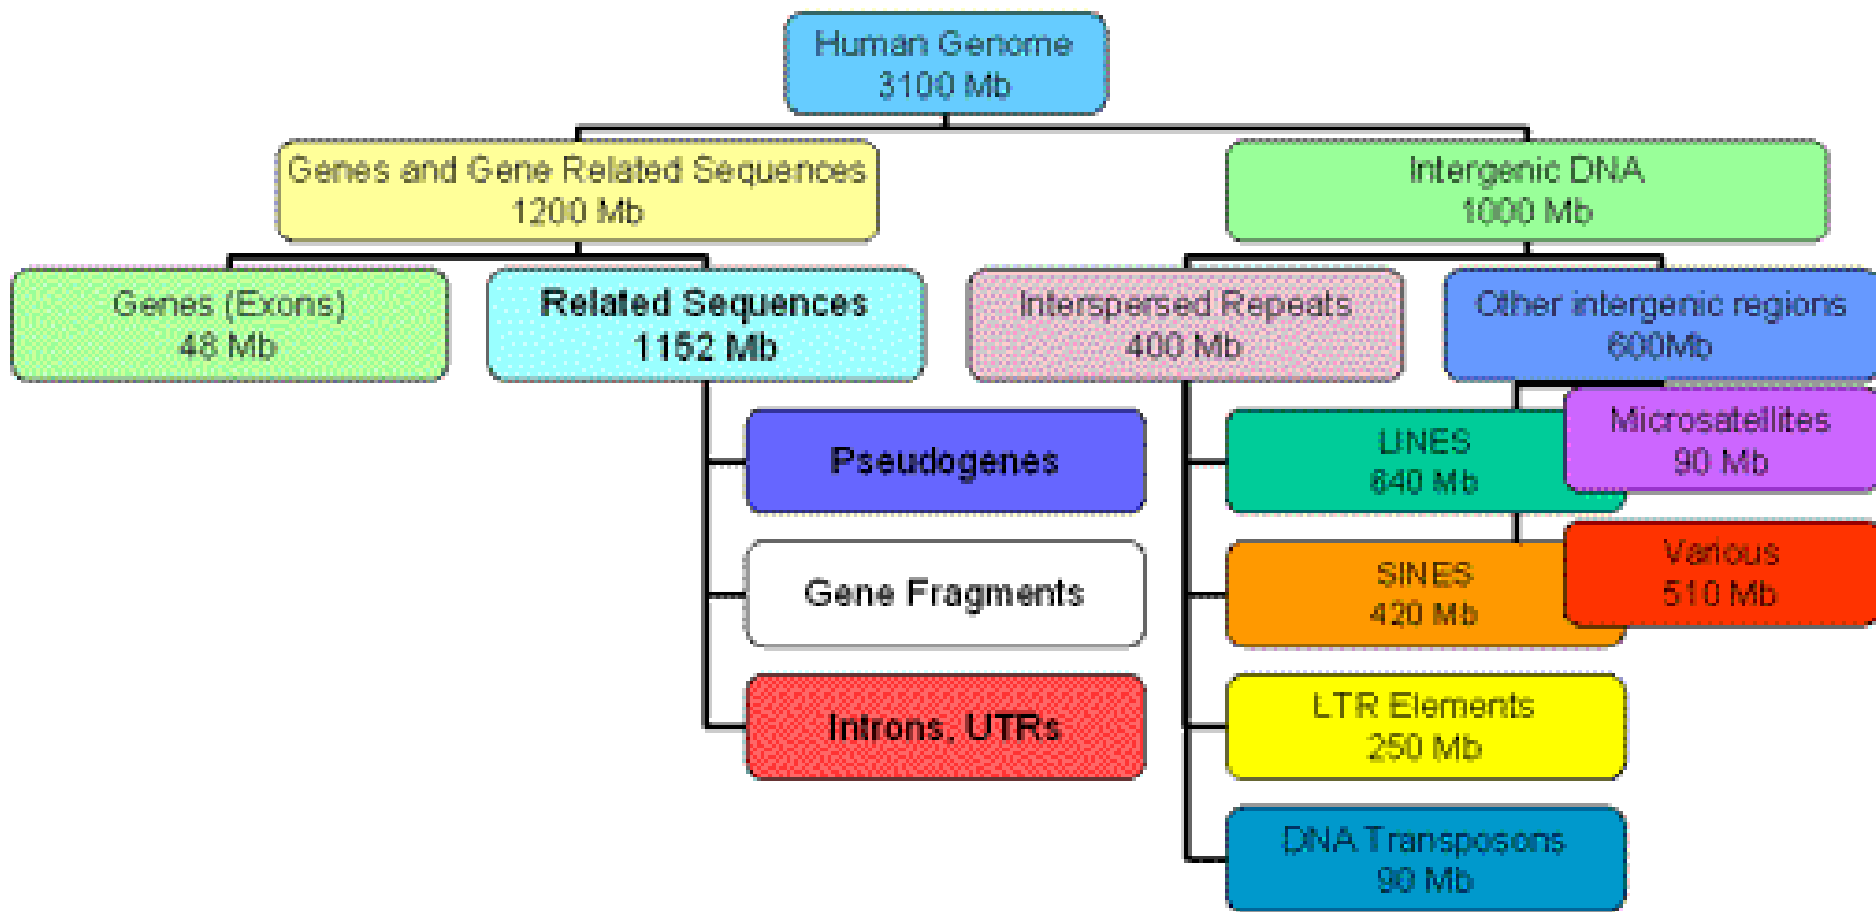 Human Genome
3100 Mb
Genes and Gene Related Sequences
1200 Mb
Intergenic DNA
1000 Mb
Genes (Exons)
48 Mb
Related Sequences
1152 Mb
Interspersed Repeats
400 Mb
Other intergenic regions
600Mb
Pseudogenes
Gene Fragments
Introns, UTRs
LINES
640 Mb
SINES
420 Mb
LTR Elements
250 Mb
DNA Transposons
90 Mb
Microsatellites
90 Mb
Various
510 Mb